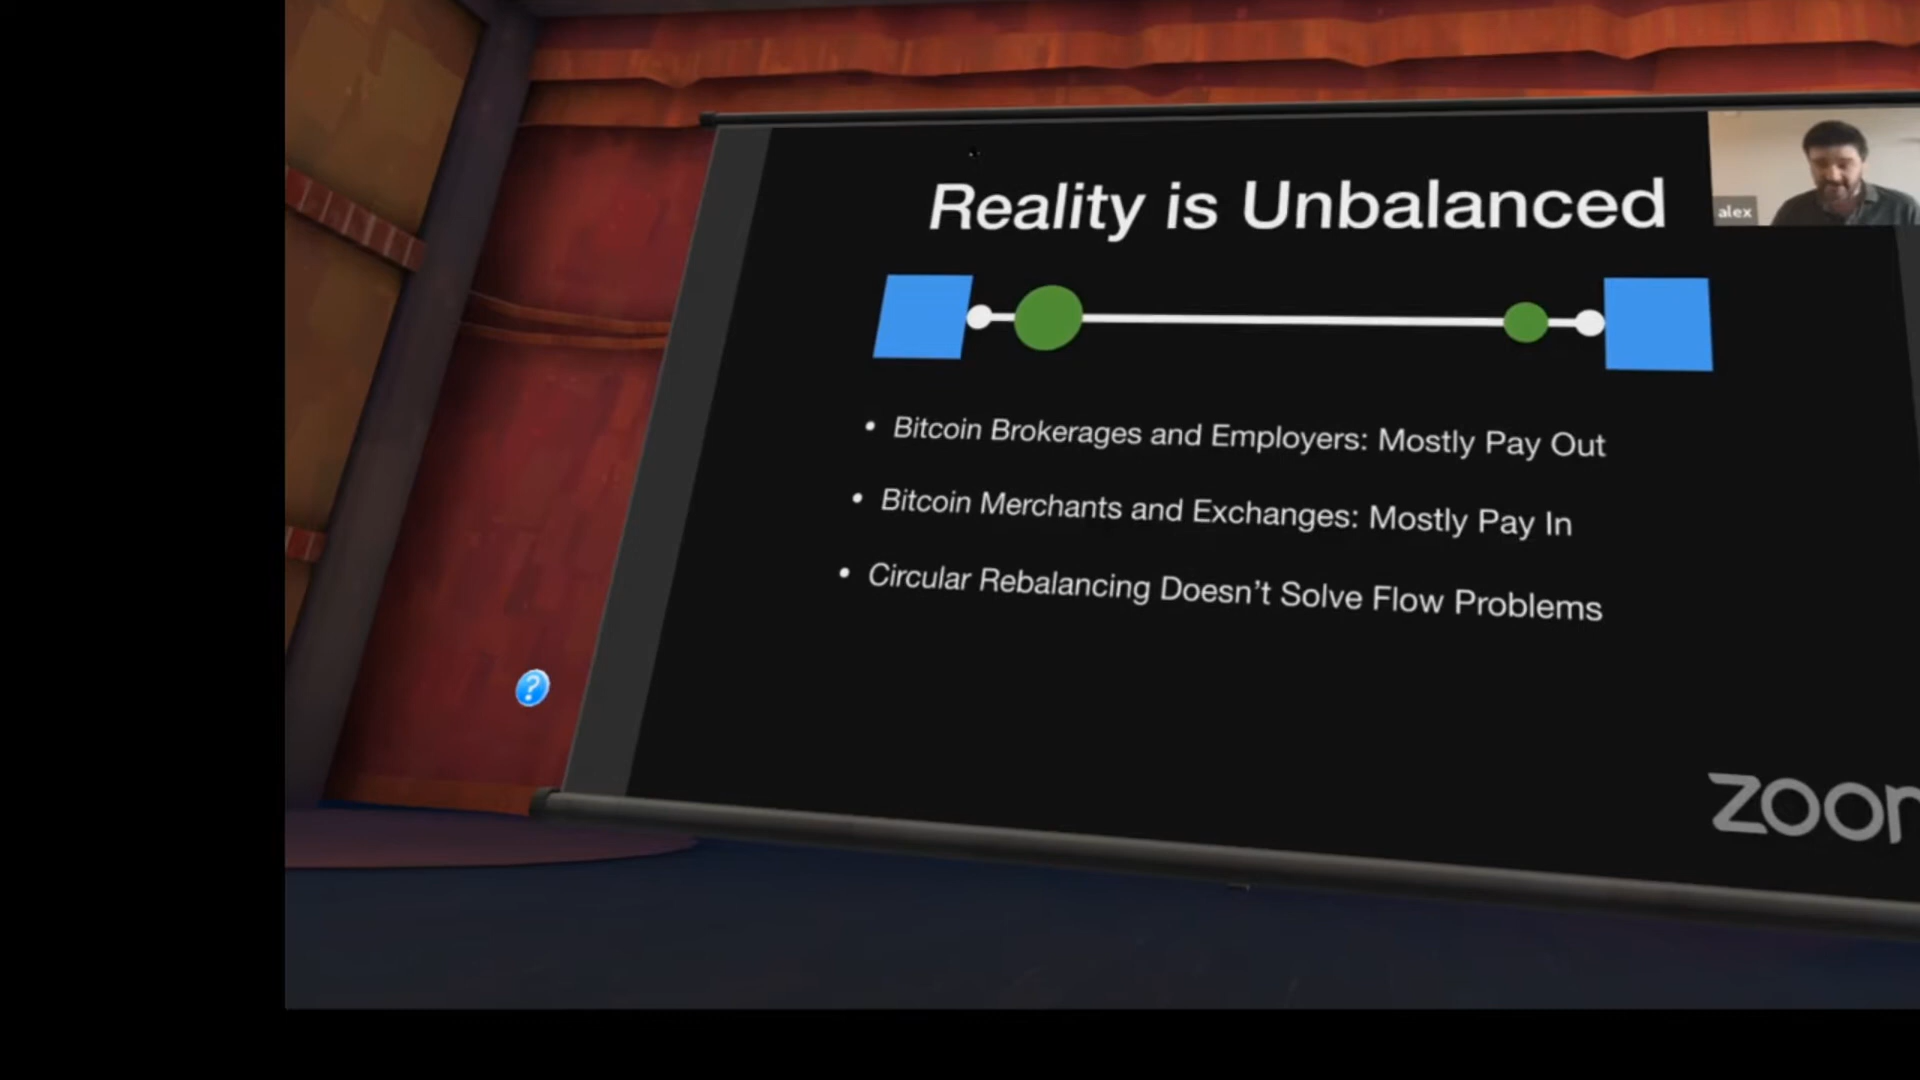 Reality is Unbalanced
alex
• Bitcoin Brokerages and Employers: Mostly Pay Out
• Bitcoin Merchants and Exchanges: Mostly Pay In
• Circular Rebalancing Doesn’t Solve Flow Problems
?
zoom